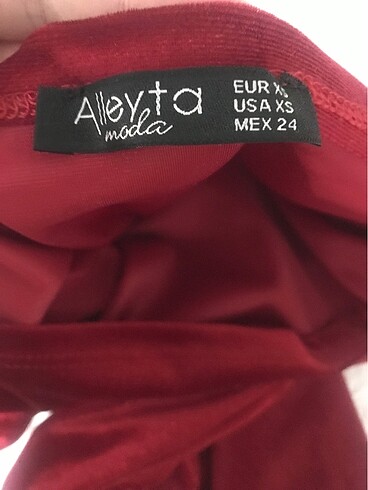 Alleyta
moda
EUR XS
USA XS
MEX 24